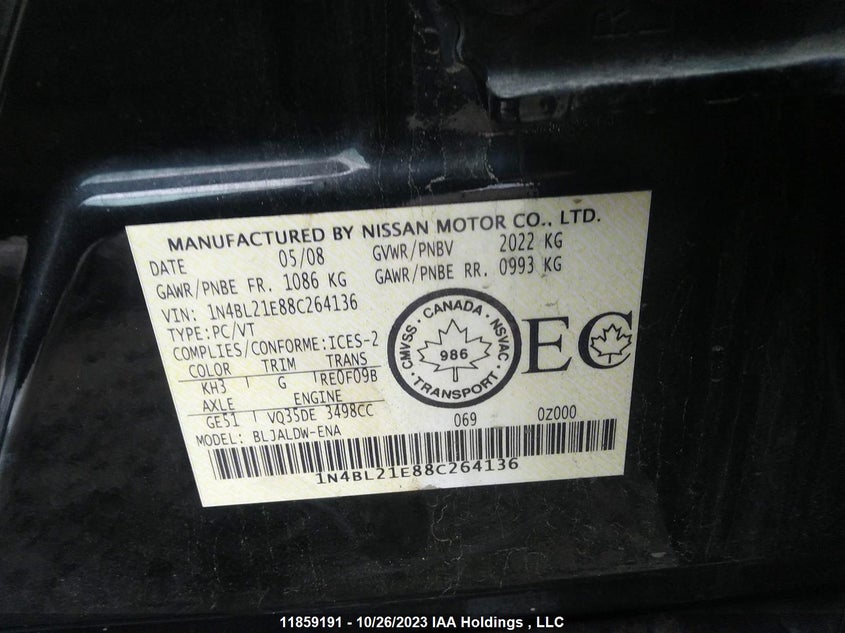 MANUFACTURED BY NISSAN MOTOR CO., LTD.
DATE 05/08 GVWR/PNBV 2022 KG
GAWR/PNBE FR. 1086 KG GAWR/PNBE RR. 0993 KG
VIN: 1N4BL21E88C264136
TYPE:PC/VT
COMPLIES/CONFORME:ICES-2
COLOR TRIM TRANS
KH3 G RE0F09B
AXLE ENGINE
GE51 VQ35DE 3498CC
MODEL: BLJALDW-ENA
CMVSS · CANADA · NSVAC · TRANSPORT ·
986
EC
069 0Z000
1N4BL21E88C264136
11859191 - 10/26/2023 IAA Holdings , LLC